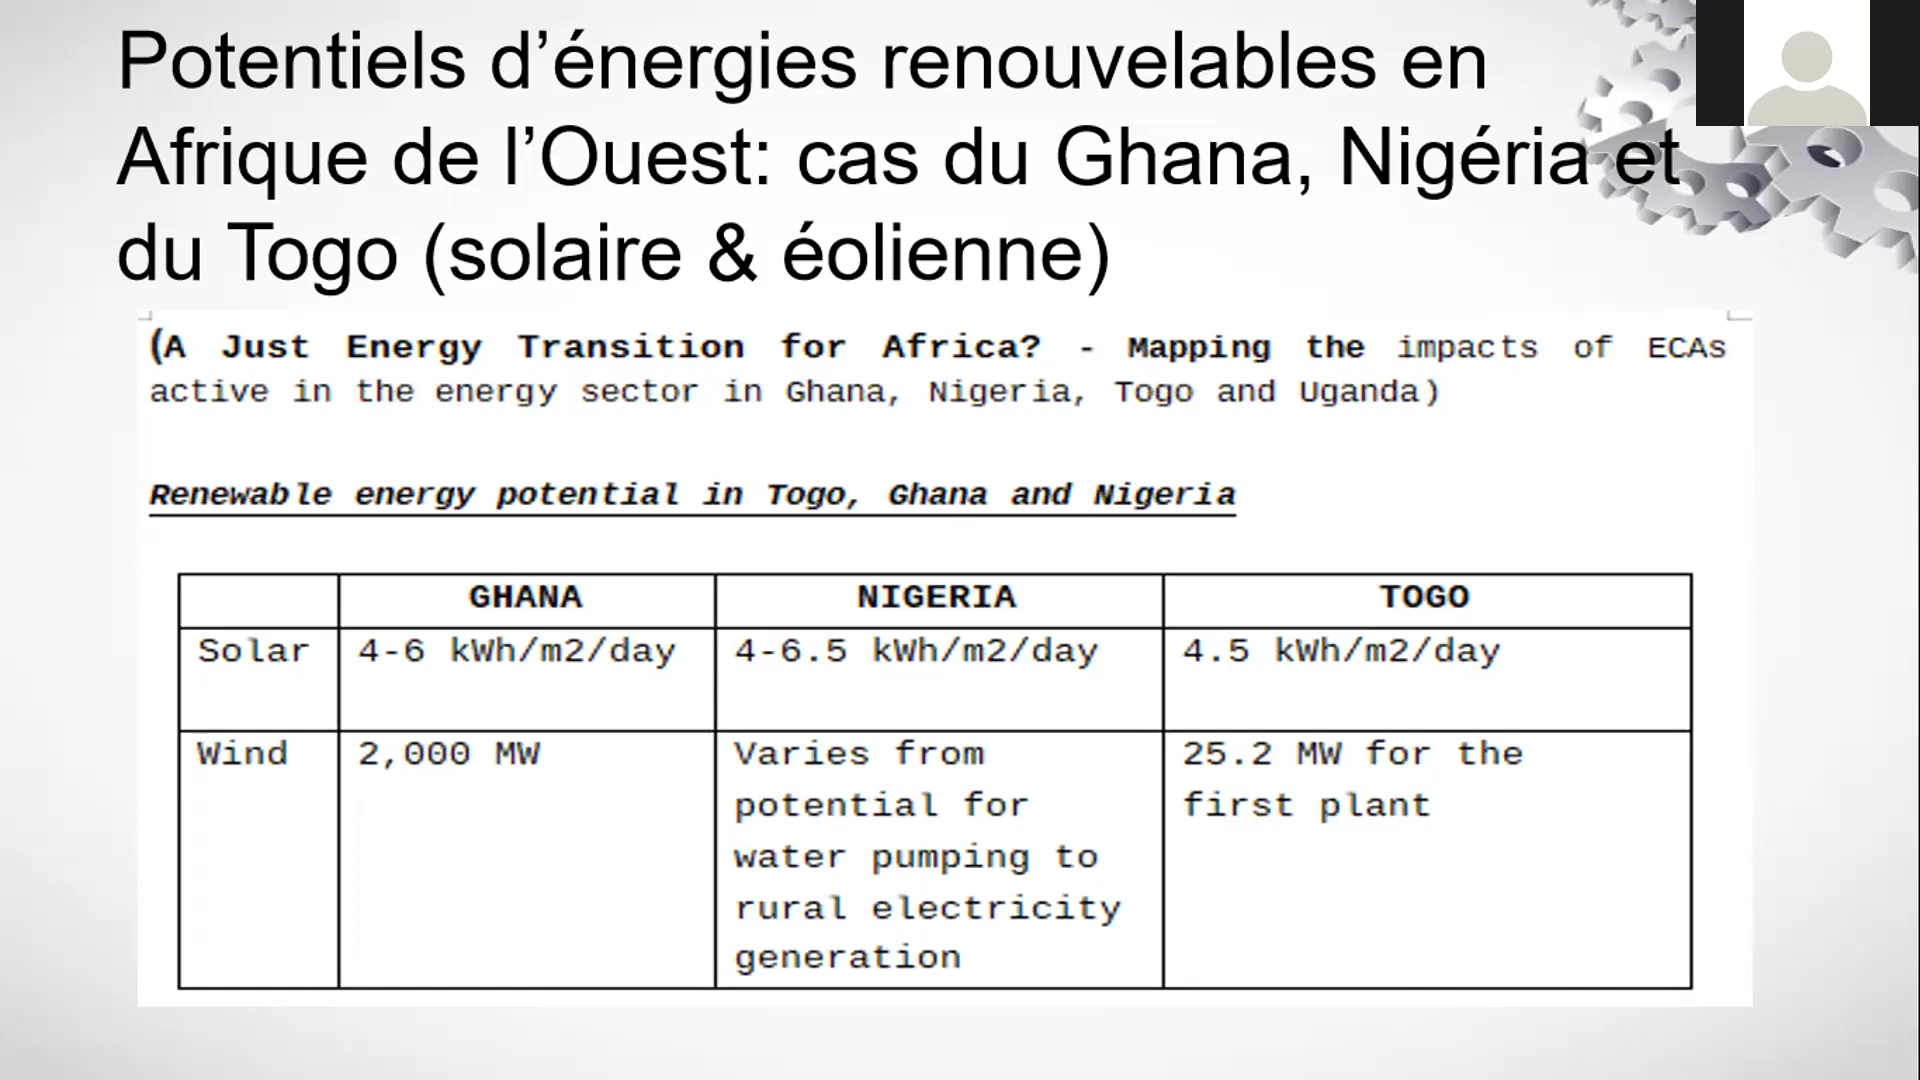 Potentiels d’énergies renouvelables en
Afrique de l’Ouest: cas du Ghana, Nigéria et
du Togo (solaire & éolienne)
(A Just Energy Transition for Africa? - Mapping the impacts of ECAs
active in the energy sector in Ghana, Nigeria, Togo and Uganda)
Renewable energy potential in Togo, Ghana and Nigeria
GHANA NIGERIA TOGO
Solar 4-6 kWh/m2/day 4-6.5 kWh/m2/day 4.5 kWh/m2/day
Wind 2,000 MW Varies from 25.2 MW for the
potential for first plant
water pumping to
rural electricity
generation